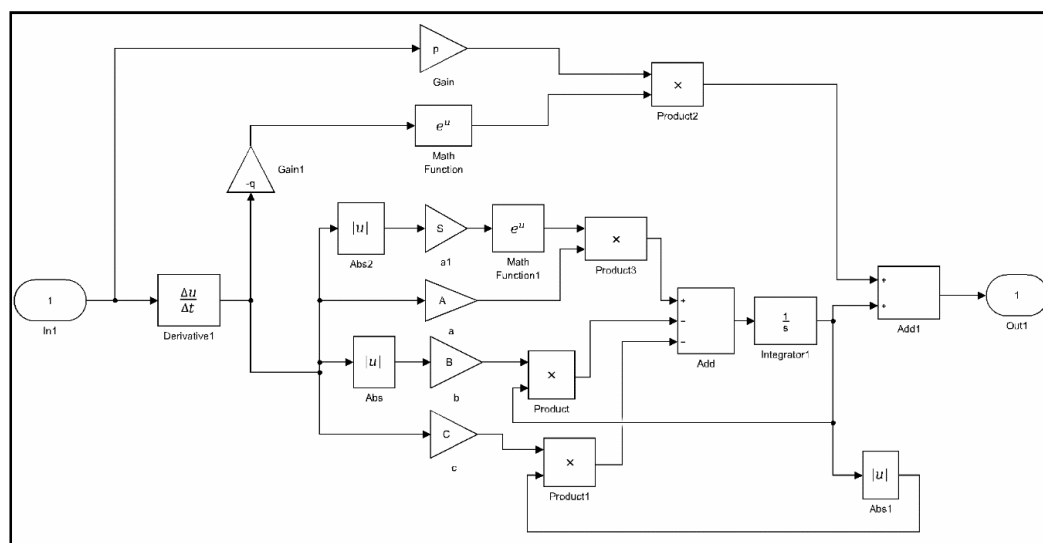 p
Gain
×
Product2
e^u
Math
Function
-q
Gain1
|u|
Abs2
S
a1
e^u
Math
Function1
×
Product3
1
In1
Δu
Δt
Derivative1
A
a
+
−
−
Add
1
s
Integrator1
+
+
Add1
1
Out1
|u|
Abs
B
b
×
Product
C
c
×
Product1
|u|
Abs1